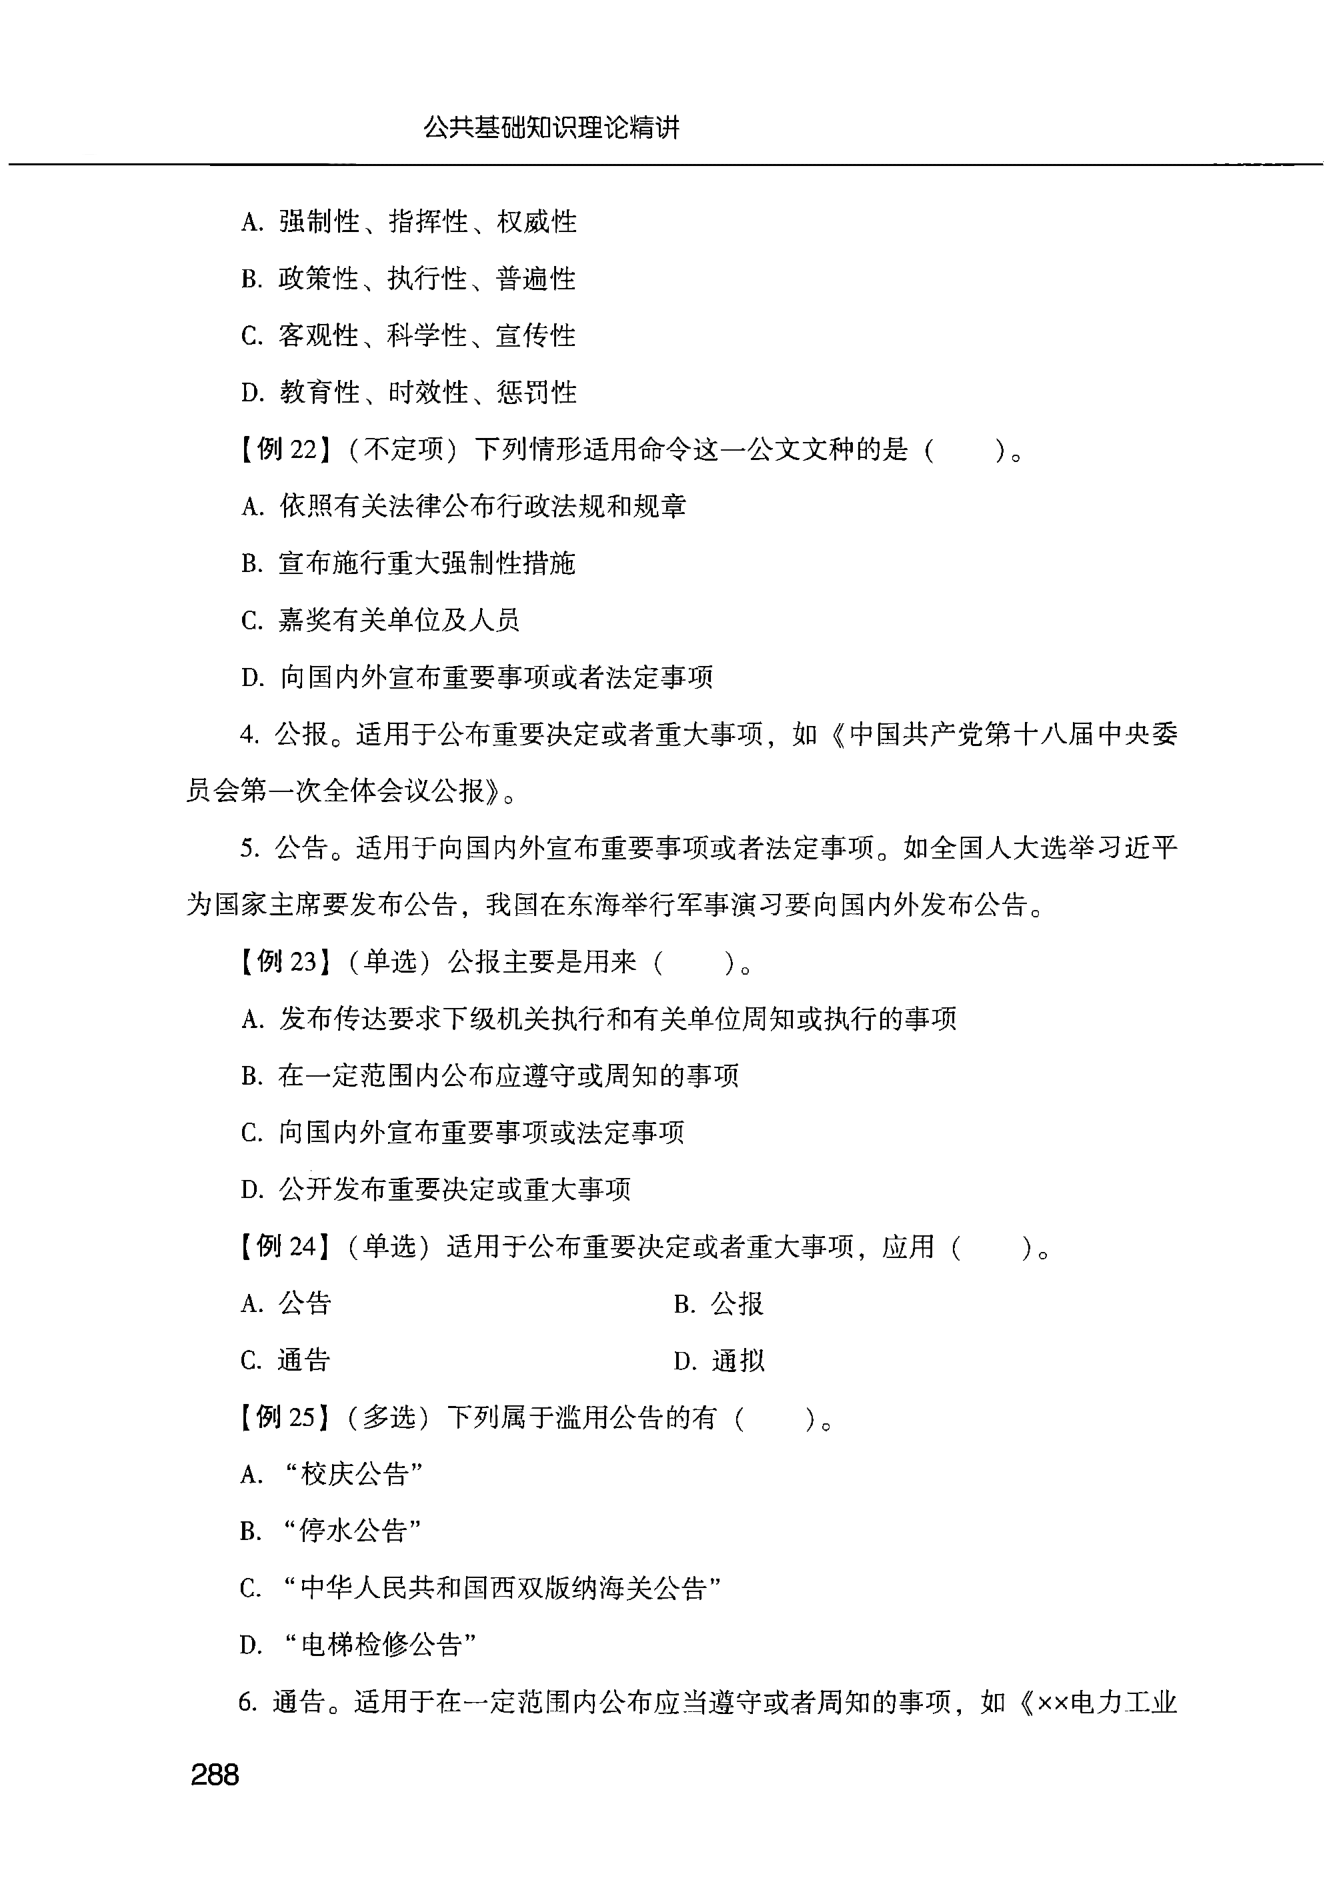 公共基础知识理论精讲
A. 强制性、指挥性、权威性
B. 政策性、执行性、普遍性
C. 客观性、科学性、宣传性
D. 教育性、时效性、惩罚性
【例 22】(不定项) 下列情形适用命令这一公文文种的是 (  )。
A. 依照有关法律公布行政法规和规章
B. 宣布施行重大强制性措施
C. 嘉奖有关单位及人员
D. 向国内外宣布重要事项或者法定事项
4. 公报。适用于公布重要决定或者重大事项，如《中国共产党第十八届中央委
员会第一次全体会议公报》。
5. 公告。适用于向国内外宣布重要事项或者法定事项。如全国人大选举习近平
为国家主席要发布公告，我国在东海举行军事演习要向国内外发布公告。
【例 23】(单选) 公报主要是用来 (  )。
A. 发布传达要求下级机关执行和有关单位周知或执行的事项
B. 在一定范围内公布应遵守或周知的事项
C. 向国内外宣布重要事项或法定事项
D. 公开发布重要决定或重大事项
【例 24】(单选) 适用于公布重要决定或者重大事项，应用 (  )。
A. 公告 B. 公报
C. 通告 D. 通拟
【例 25】(多选) 下列属于滥用公告的有 (  )。
A. “校庆公告”
B. “停水公告”
C. “中华人民共和国西双版纳海关公告”
D. “电梯检修公告”
6. 通告。适用于在一定范围内公布应当遵守或者周知的事项，如《××电力工业
288